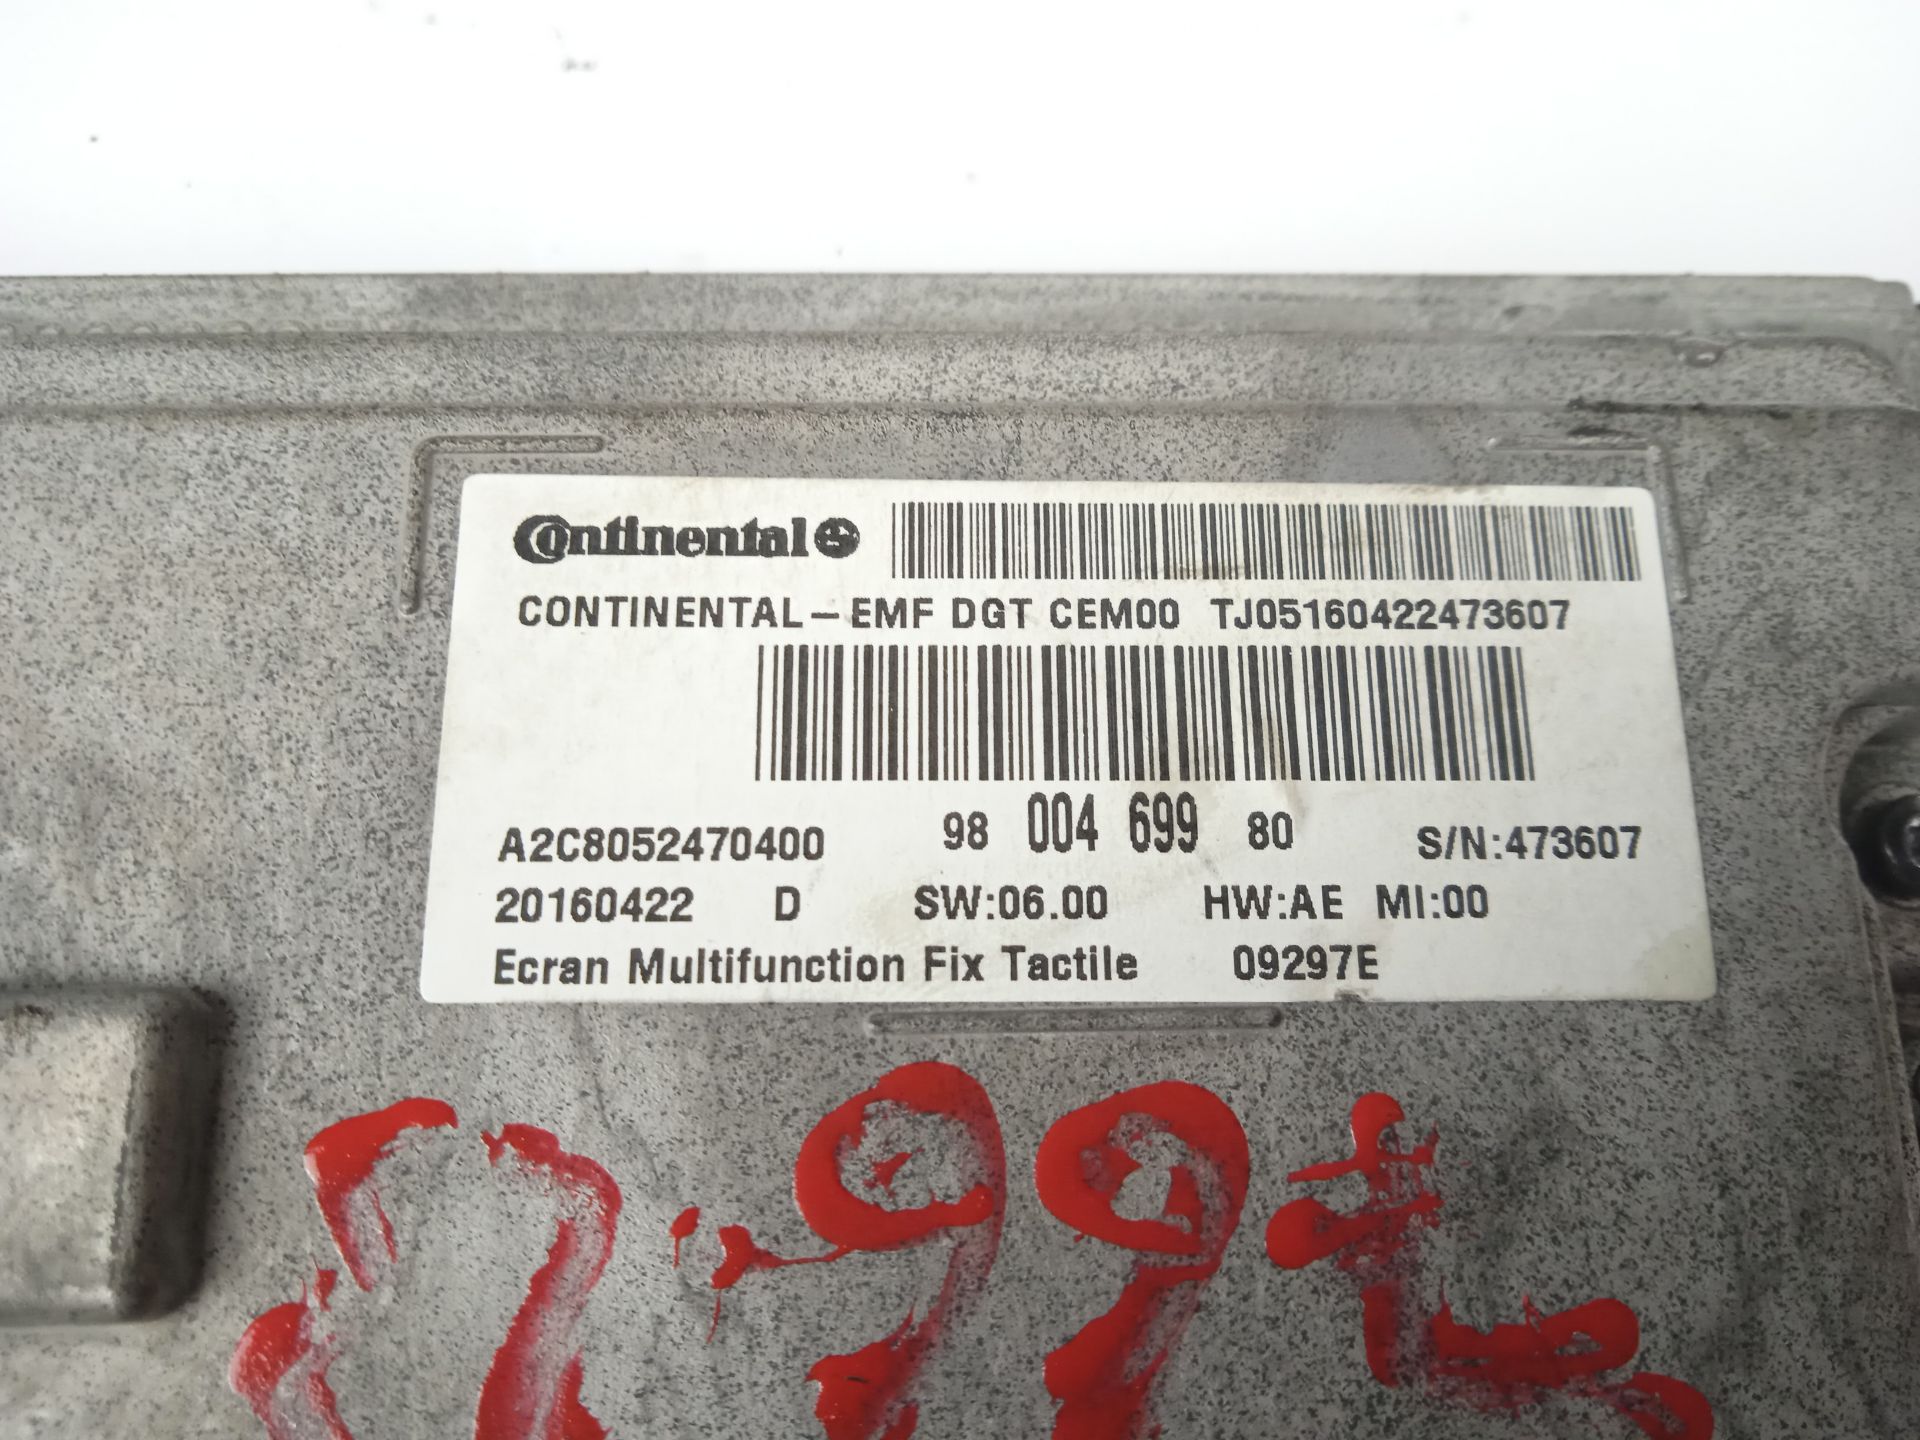 Continental
CONTINENTAL-EMF DGT CEM00 TJ05160422473607
A2C8052470400 98 004 699 80 S/N:473607
20160422 D SW:06.00 HW:AE MI:00
Ecran Multifunction Fix Tactile 09297E